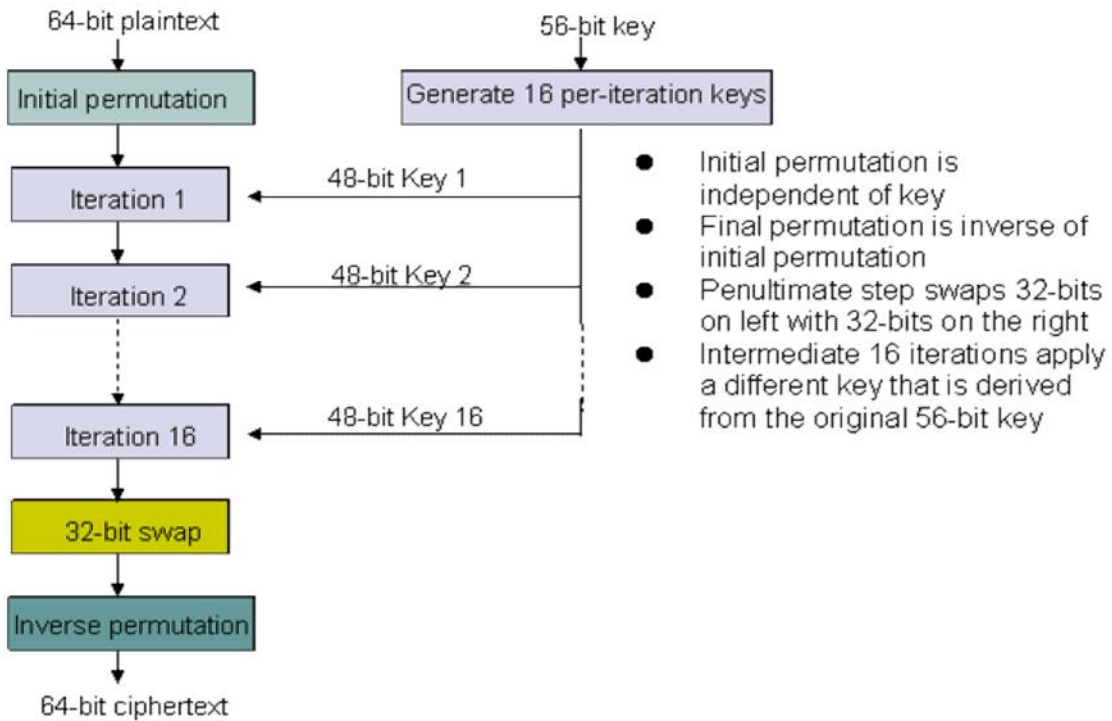 64-bit plaintext
56-bit key
Initial permutation
Generate 16 per-iteration keys
Iteration 1
48-bit Key 1
Iteration 2
48-bit Key 2
Iteration 16
48-bit Key 16
32-bit swap
Inverse permutation
64-bit ciphertext
● Initial permutation is
independent of key
● Final permutation is inverse of
initial permutation
● Penultimate step swaps 32-bits
on left with 32-bits on the right
● Intermediate 16 iterations apply
a different key that is derived
from the original 56-bit key